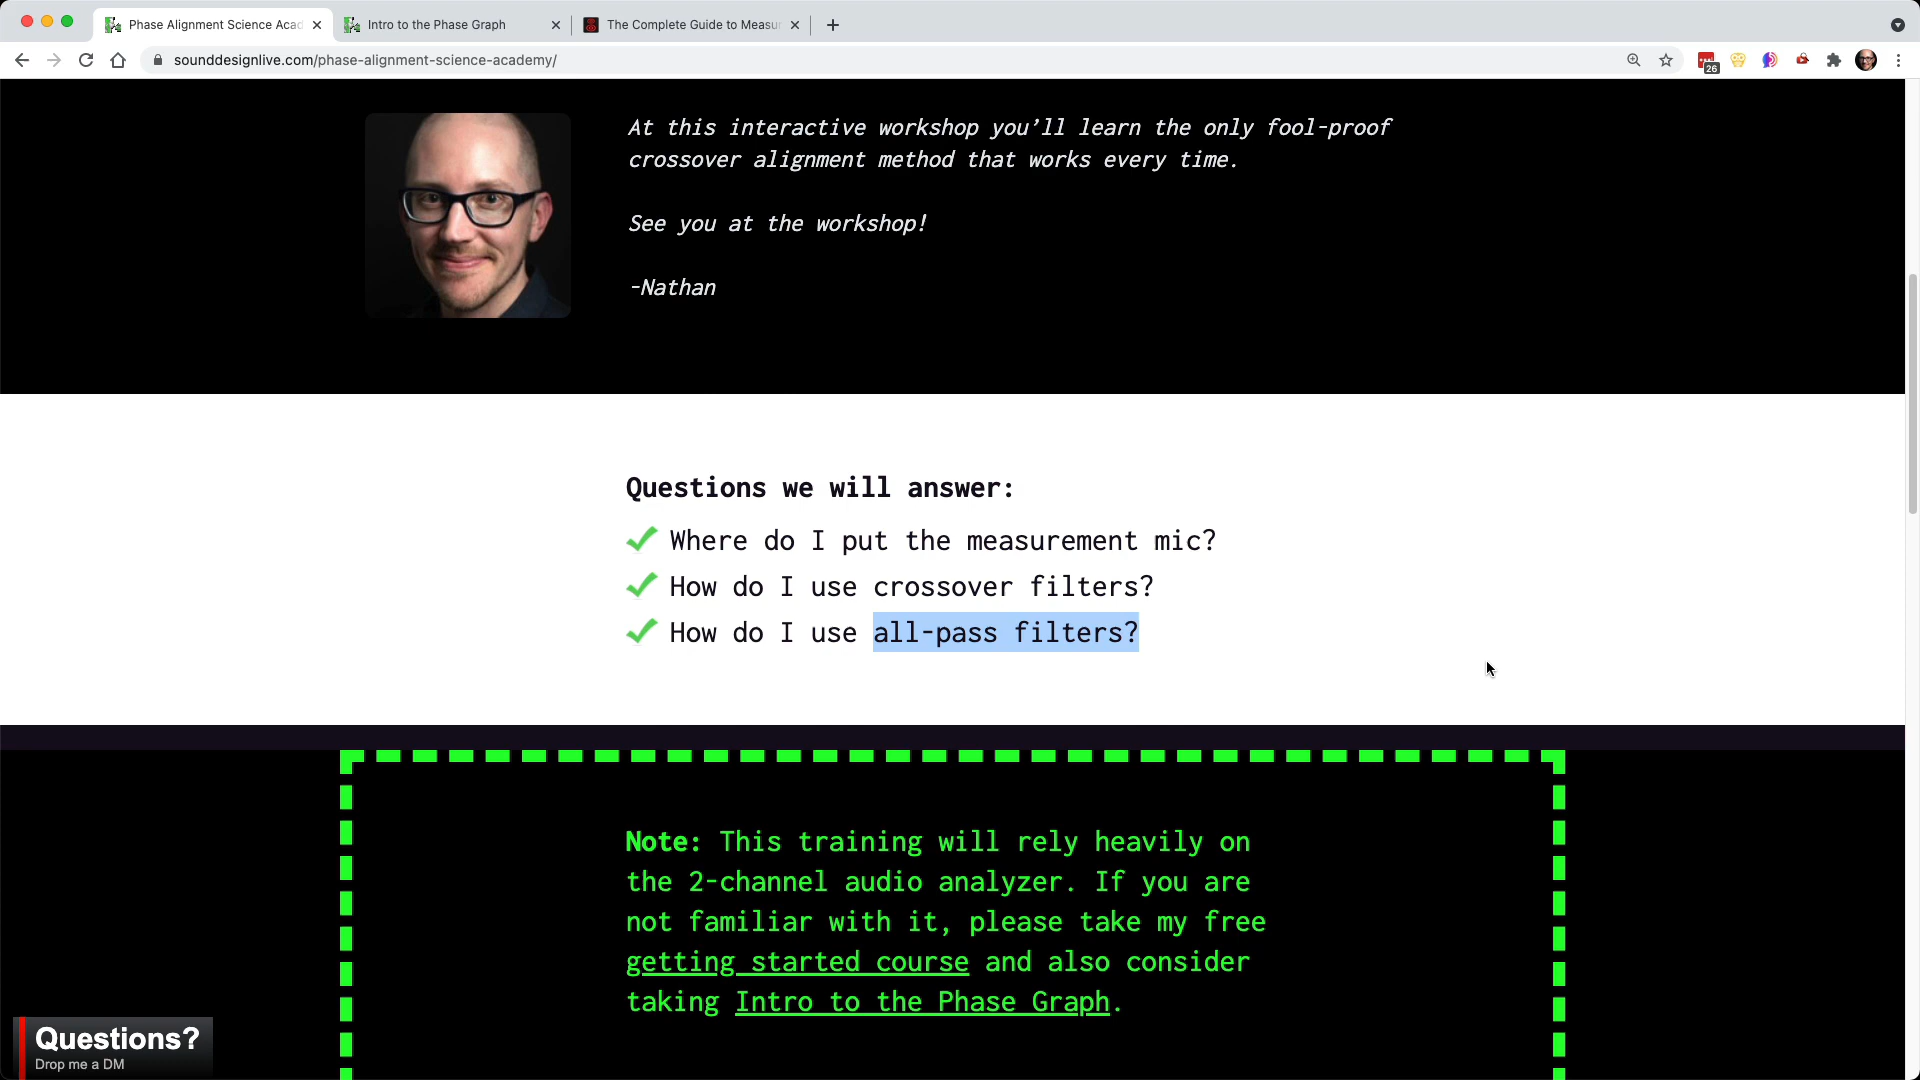 Phase Alignment Science Acad
Intro to the Phase Graph
The Complete Guide to Measur
sounddesignlive.com/phase-alignment-science-academy/
26
At this interactive workshop you’ll learn the only fool-proof
crossover alignment method that works every time.
See you at the workshop!
-Nathan
Questions we will answer:
Where do I put the measurement mic?
How do I use crossover filters?
How do I use all-pass filters?
Note: This training will rely heavily on
the 2-channel audio analyzer. If you are
not familiar with it, please take my free
getting started course and also consider
taking Intro to the Phase Graph.
Questions?
Drop me a DM